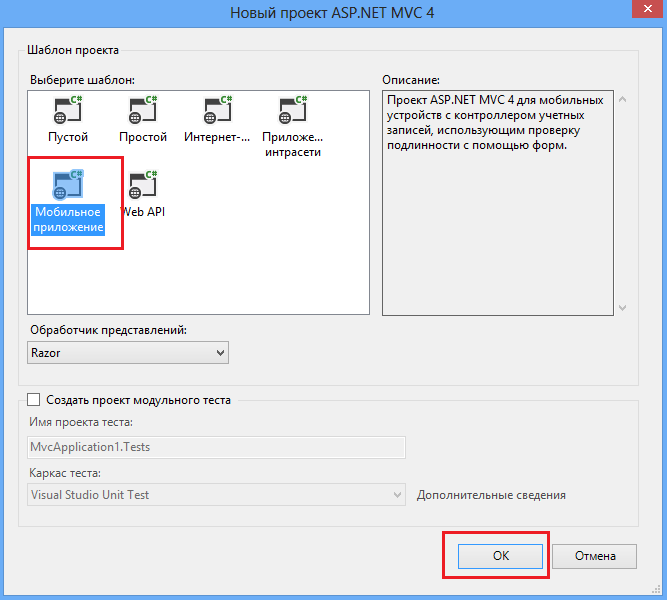 Новый проект ASP.NET MVC 4
Шаблон проекта
Выберите шаблон:
C#
Пустой
C#
Простой
C#
Интернет-...
C#
Приложе...
интрасети
C#
Мобильное
приложение
C#
Web API
Описание:
Проект ASP.NET MVC 4 для мобильных
устройств с контроллером учетных
записей, использующим проверку
подлинности с помощью форм.
Обработчик представлений:
Razor
Создать проект модульного теста
Имя проекта теста:
MvcApplication1.Tests
Каркас теста:
Visual Studio Unit Test
Дополнительные сведения
OK
Отмена